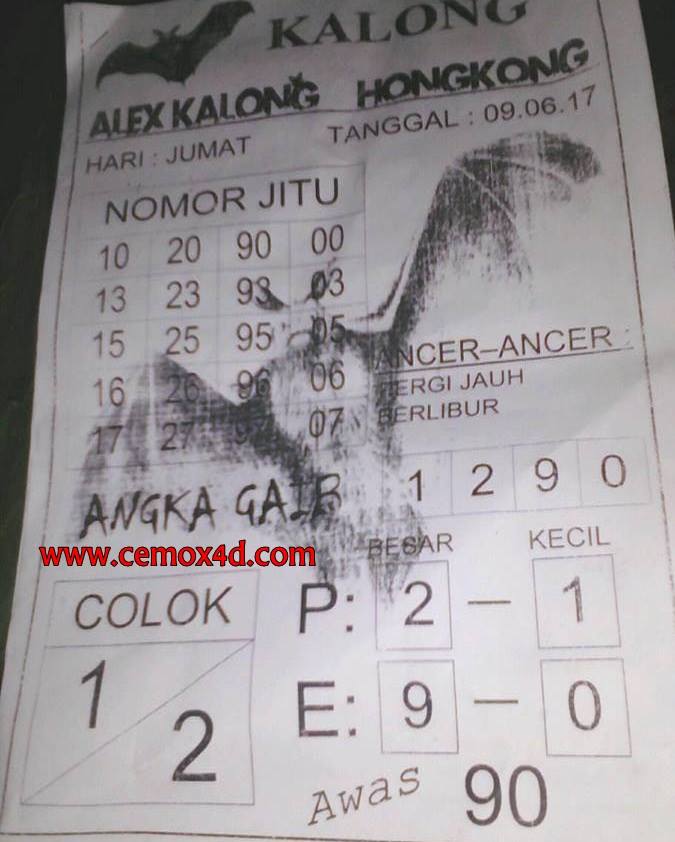 KALONG
ALEX KALONG HONGKONG
HARI : JUMAT TANGGAL : 09.06.17
NOMOR JITU
10 20 90 00
13 23 93 03
15 25 95 05
16 26 96 06
17 27 97 07
ANCER–ANCER :
PERGI JAUH
BERLIBUR
ANGKA GAIB 1 2 9 0
www.cemox4d.com
BESAR KECIL
COLOK P: 2 – 1
1 2
E: 9 – 0
Awas 90